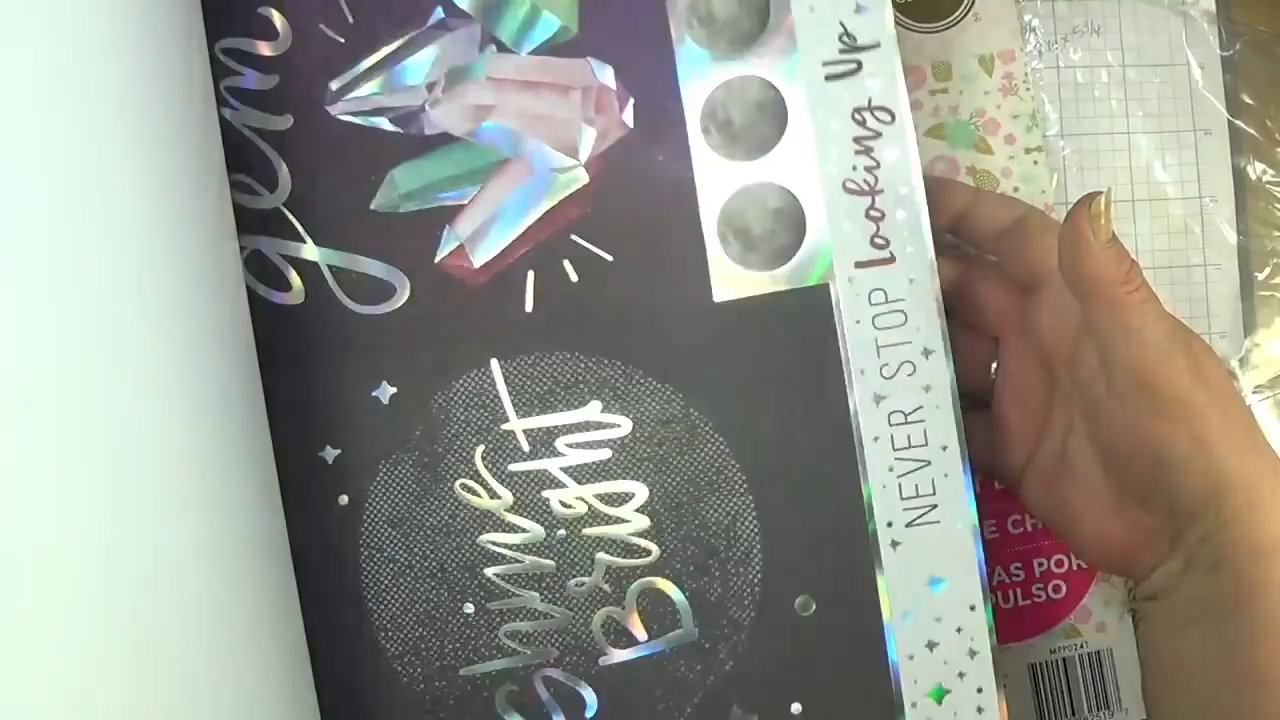 gem
Shine
Bright
NEVER STOP Looking Up
E CH
AS POR
PULSO
MPP0241